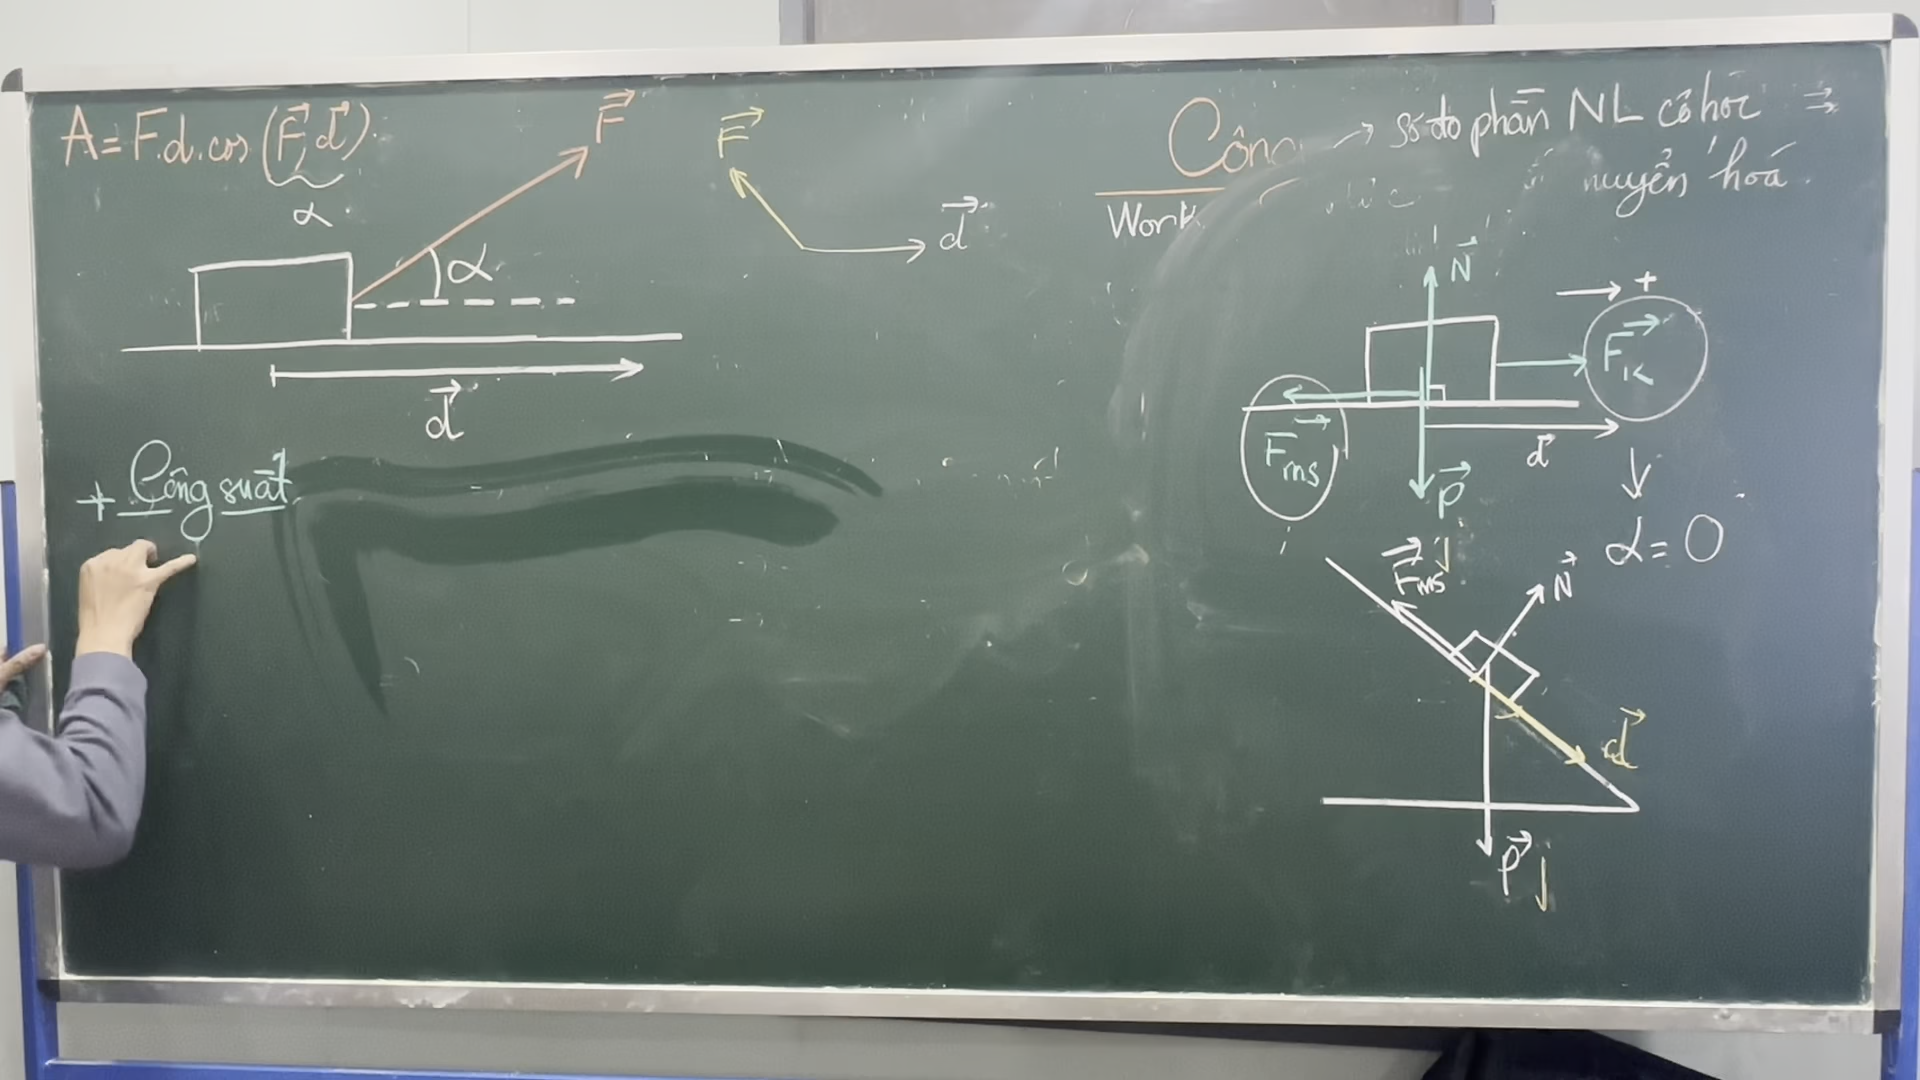 A = F.d.cos (F⃗, d⃗)
α
F⃗
α
d⃗
F⃗
d⃗
+ Công suất
Công → số đo phần NL cơ học ⇒
Work
chuyển hoá.
N⃗
+
F⃗ₖ
F⃗ms
d⃗
P⃗
α = 0
F⃗ms
N⃗
d⃗
P⃗